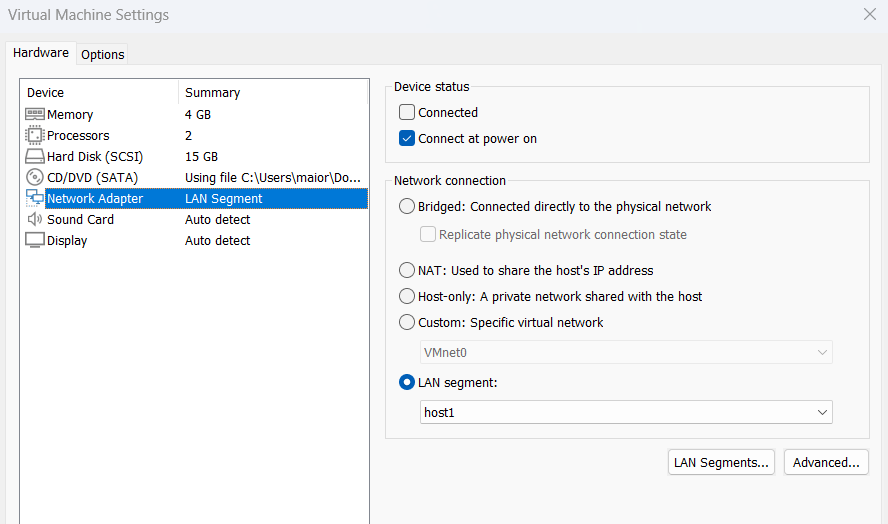 Virtual Machine Settings
Hardware Options
Device Summary
Memory 4 GB
Processors 2
Hard Disk (SCSI) 15 GB
CD/DVD (SATA) Using file C:\Users\maior\Do...
Network Adapter LAN Segment
Sound Card Auto detect
Display Auto detect
Device status
Connected
Connect at power on
Network connection
Bridged: Connected directly to the physical network
Replicate physical network connection state
NAT: Used to share the host's IP address
Host-only: A private network shared with the host
Custom: Specific virtual network
VMnet0
LAN segment:
host1
LAN Segments... Advanced...